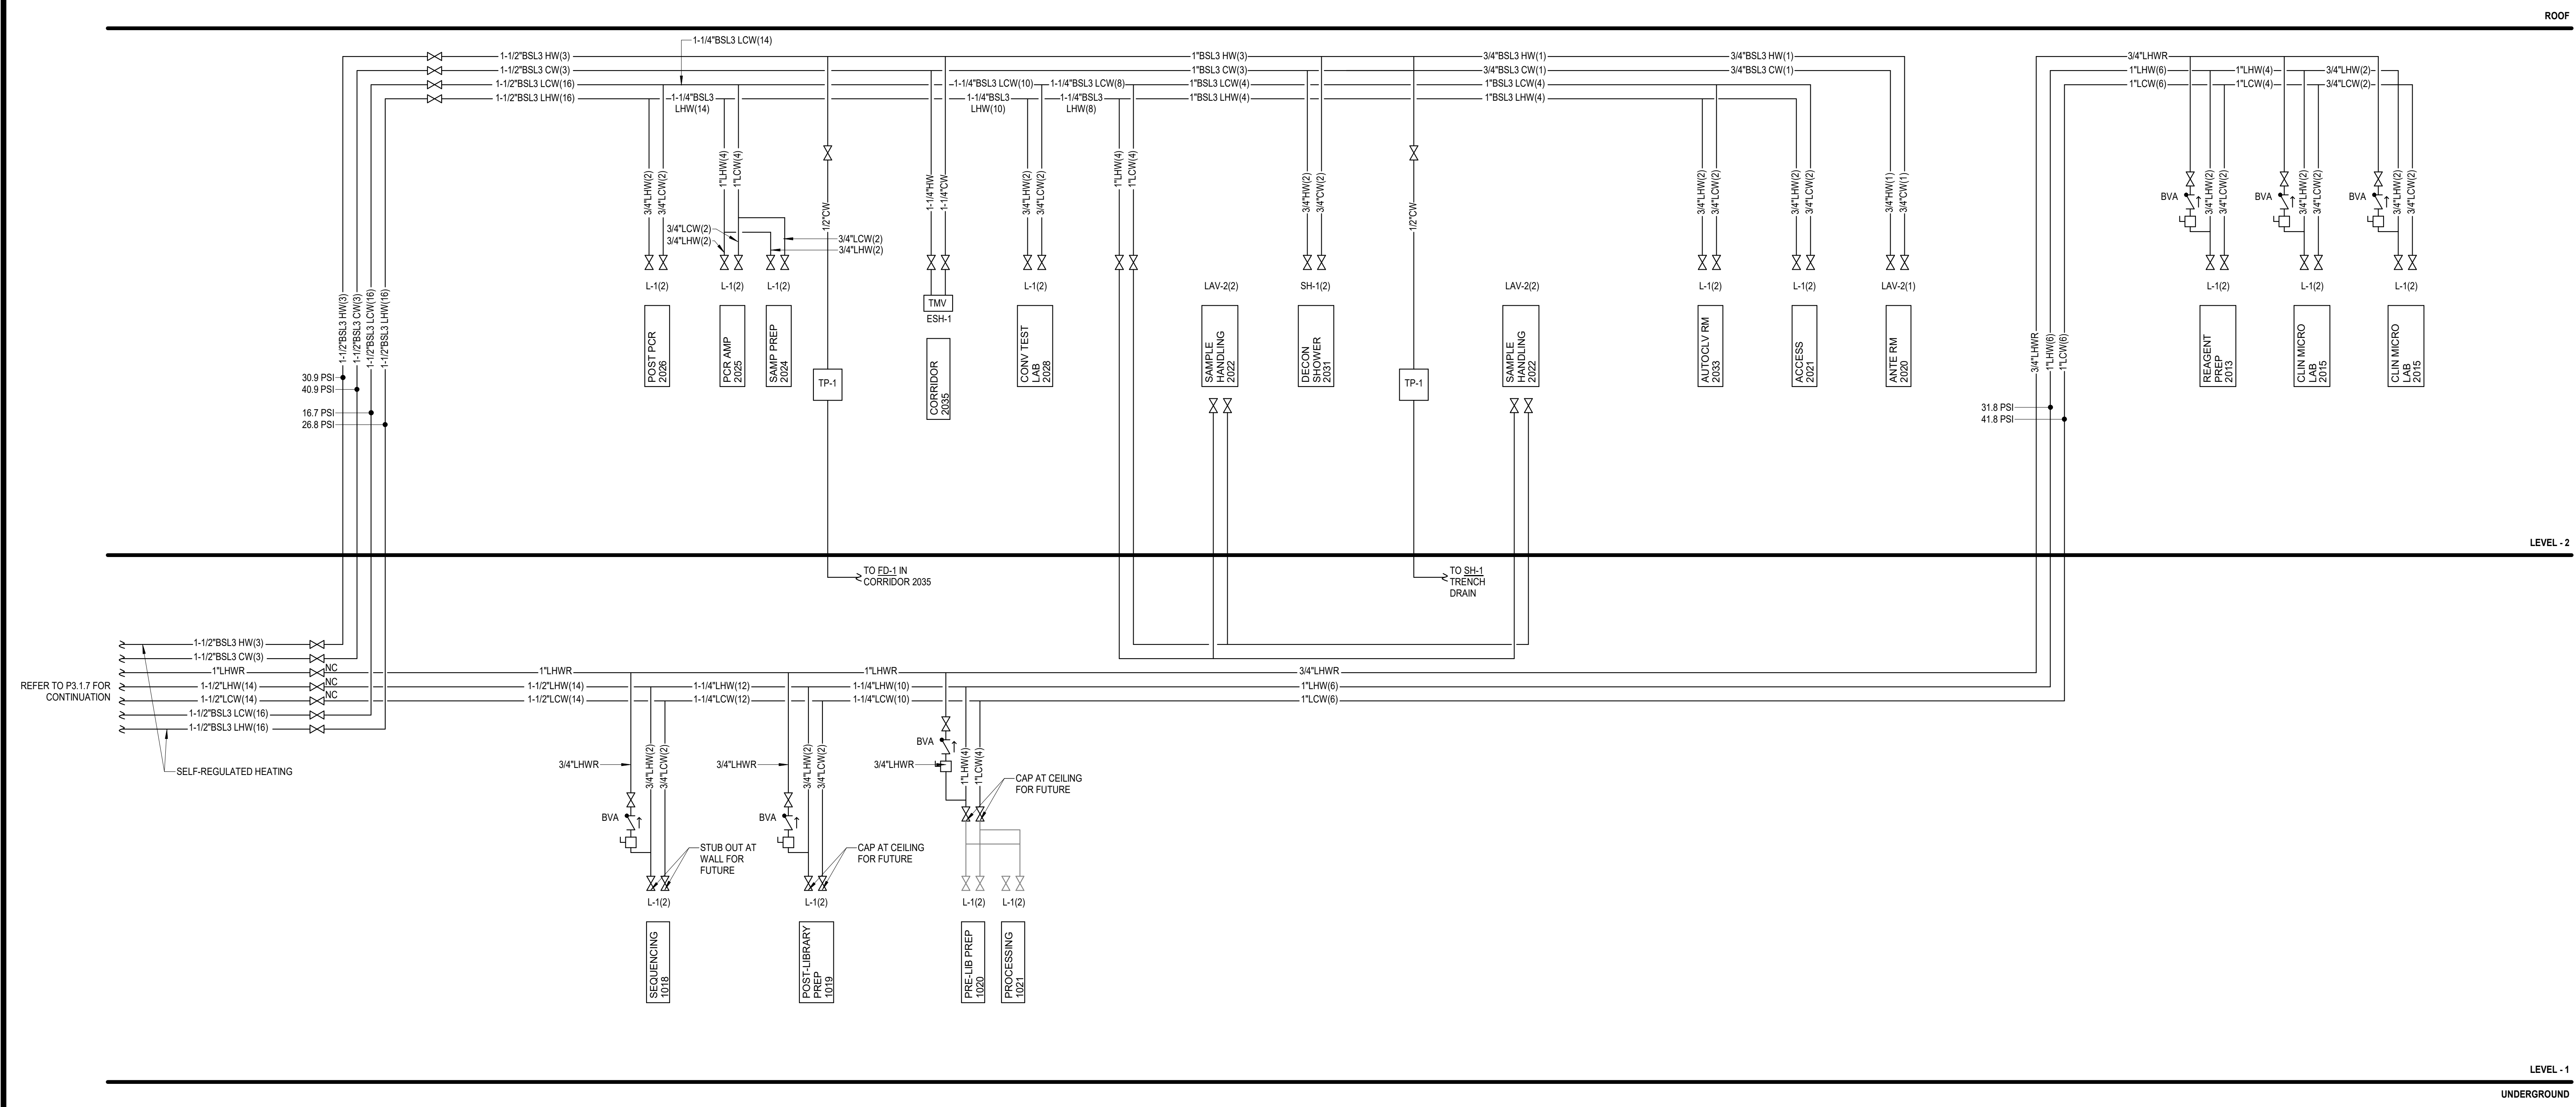 ROOF
1-1/4"BSL3 LCW(14)
1-1/2"BSL3 HW(3)
1"BSL3 HW(3)
3/4"BSL3 HW(1)
3/4"BSL3 HW(1)
3/4"LHWR
1-1/2"BSL3 CW(3)
1"BSL3 CW(3)
3/4"BSL3 CW(1)
3/4"BSL3 CW(1)
1"LHW(6)
1"LHW(4)
3/4"LHW(2)
1-1/2"BSL3 LCW(16)
1-1/4"BSL3 LCW(10)
1-1/4"BSL3 LCW(8)
1"BSL3 LCW(4)
1"BSL3 LCW(4)
1"LCW(6)
1"LCW(4)
3/4"LCW(2)
1-1/2"BSL3 LHW(16)
1-1/4"BSL3
LHW(14)
1-1/4"BSL3
LHW(10)
1-1/4"BSL3
LHW(8)
1"BSL3 LHW(4)
1"BSL3 LHW(4)
3/4"LHW(2)
3/4"LCW(2)
1"LHW(4)
1"LCW(4)
1/2"CW
1-1/4"HW
1-1/4"CW
3/4"LHW(2)
3/4"LCW(2)
1"LHW(4)
1"LCW(4)
3/4"HW(2)
3/4"CW(2)
1/2"CW
3/4"LHW(2)
3/4"LCW(2)
3/4"LHW(2)
3/4"LCW(2)
3/4"HW(1)
3/4"CW(1)
BVA
3/4"LHW(2)
3/4"LCW(2)
BVA
3/4"LHW(2)
3/4"LCW(2)
BVA
3/4"LHW(2)
3/4"LCW(2)
3/4"LCW(2)
3/4"LHW(2)
3/4"LCW(2)
3/4"LHW(2)
L-1(2)
L-1(2)
L-1(2)
TMV
ESH-1
L-1(2)
LAV-2(2)
SH-1(2)
LAV-2(2)
L-1(2)
L-1(2)
LAV-2(1)
L-1(2)
L-1(2)
L-1(2)
POST PCR
2026
PCR AMP
2025
SAMP PREP
2024
TP-1
CORRIDOR
2035
CONV TEST
LAB
2028
SAMPLE
HANDLING
2022
DECON
SHOWER
2031
TP-1
SAMPLE
HANDLING
2022
AUTOCLV RM
2033
ACCESS
2021
ANTE RM
2020
REAGENT
PREP
2013
CLIN MICRO
LAB
2015
CLIN MICRO
LAB
2015
1-1/2"BSL3 HW(3)
1-1/2"BSL3 CW(3)
1-1/2"BSL3 LCW(16)
1-1/2"BSL3 LHW(16)
30.9 PSI
40.9 PSI
16.7 PSI
26.8 PSI
3/4"LHWR
1"LHW(6)
1"LCW(6)
31.8 PSI
41.8 PSI
LEVEL - 2
TO FD-1 IN
CORRIDOR 2035
TO SH-1
TRENCH
DRAIN
1-1/2"BSL3 HW(3)
1-1/2"BSL3 CW(3)
1"LHWR
NC
1"LHWR
1"LHWR
3/4"LHWR
REFER TO P3.1.7 FOR
CONTINUATION
1-1/2"LHW(14)
NC
1-1/2"LHW(14)
1-1/4"LHW(12)
1-1/4"LHW(10)
1"LHW(6)
1-1/2"LCW(14)
NC
1-1/2"LCW(14)
1-1/4"LCW(12)
1-1/4"LCW(10)
1"LCW(6)
1-1/2"BSL3 LCW(16)
1-1/2"BSL3 LHW(16)
SELF-REGULATED HEATING
3/4"LHWR
3/4"LHW(2)
3/4"LCW(2)
3/4"LHWR
3/4"LHW(2)
3/4"LCW(2)
BVA
3/4"LHWR
1"LHW(4)
1"LCW(4)
CAP AT CEILING
FOR FUTURE
BVA
STUB OUT AT
WALL FOR
FUTURE
BVA
CAP AT CEILING
FOR FUTURE
L-1(2)
L-1(2)
L-1(2)
L-1(2)
SEQUENCING
1018
POST-LIBRARY
PREP
1019
PRE-LIB PREP
1020
PROCESSING
1021
LEVEL - 1
UNDERGROUND